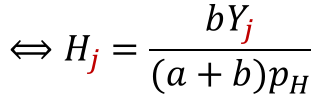 ⟺ H_j = bY_j / (a + b)p_H